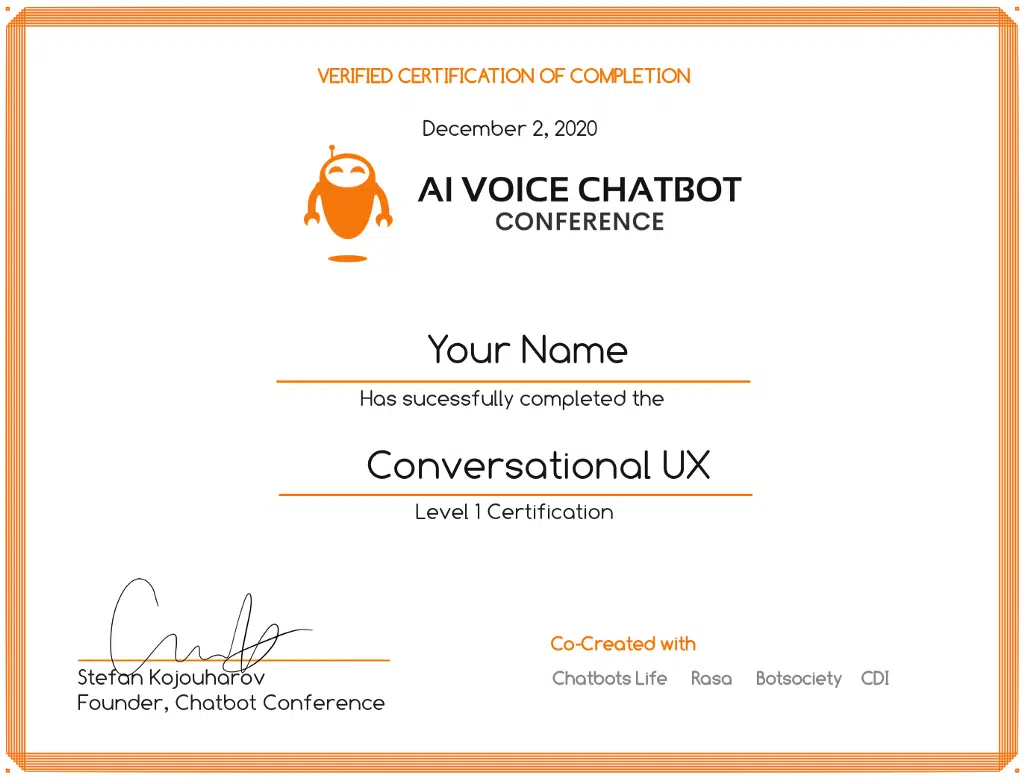 VERIFIED CERTIFICATION OF COMPLETION
December 2, 2020
AI VOICE CHATBOT
CONFERENCE
Your Name
Has sucessfully completed the
Conversational UX
Level 1 Certification
Stefan Kojouharov
Founder, Chatbot Conference
Co-Created with
Chatbots Life Rasa Botsociety CDI